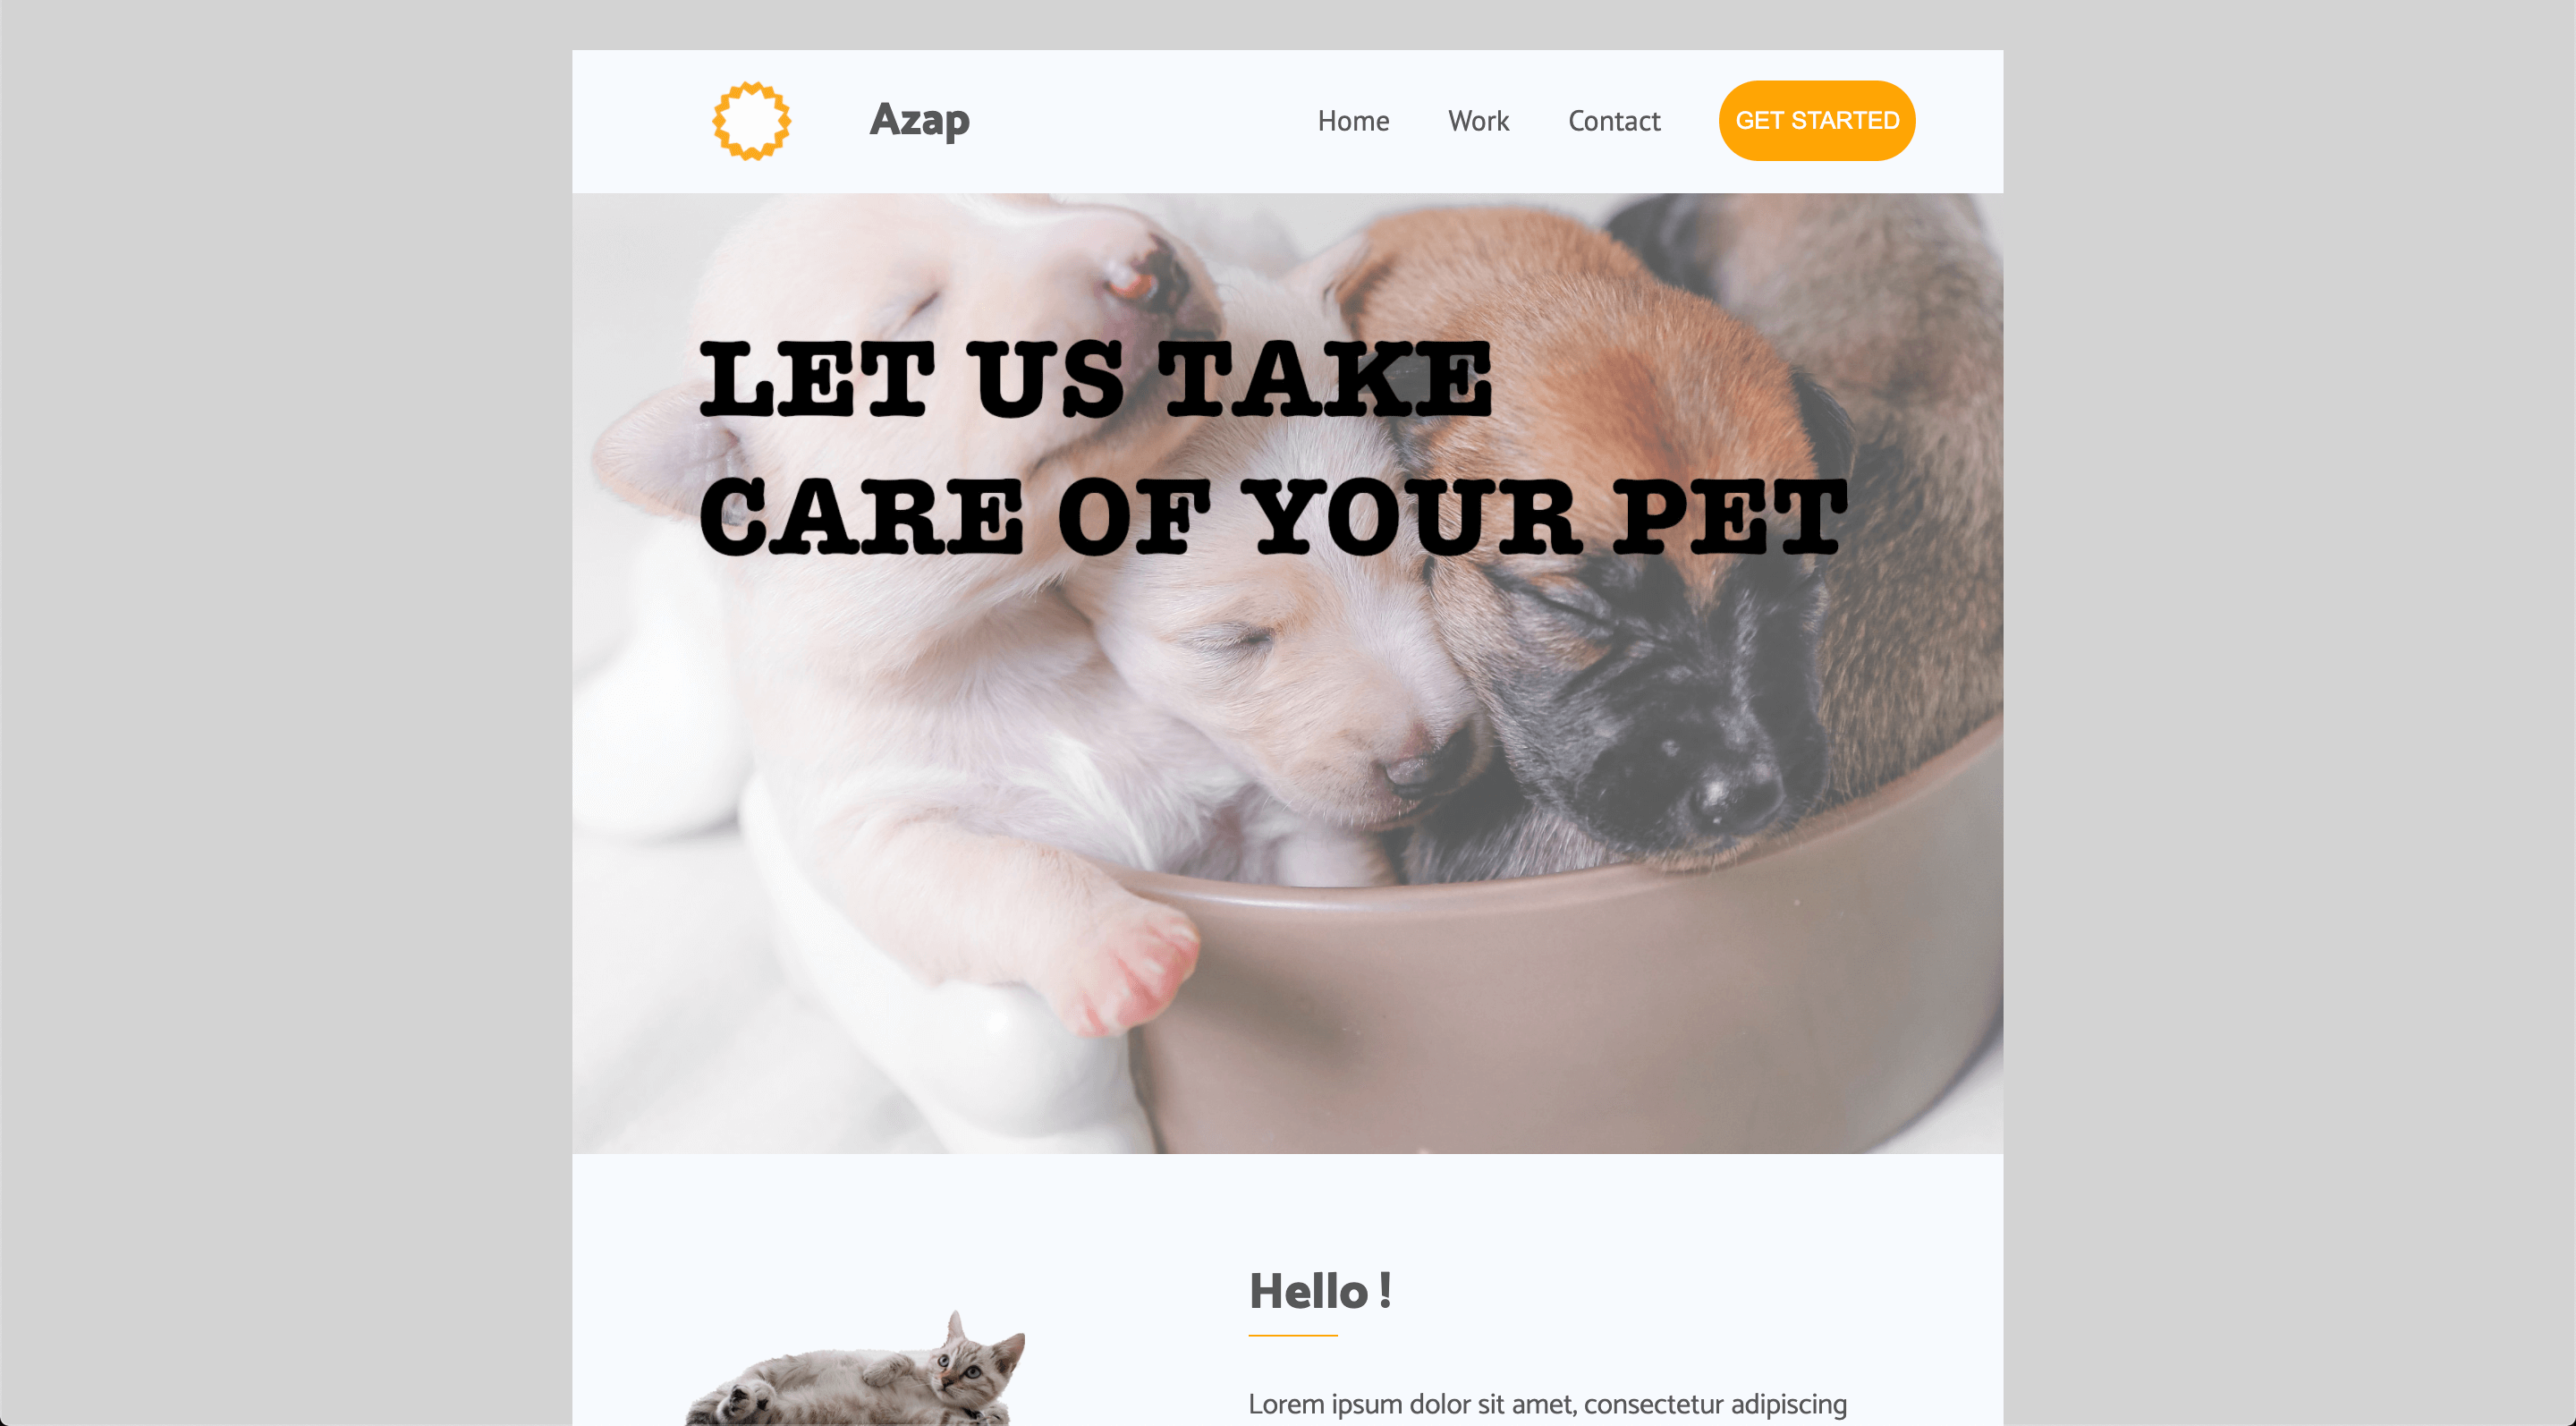 Azap
Home Work Contact GET STARTED
LET US TAKE
CARE OF YOUR PET
Hello !
Lorem ipsum dolor sit amet, consectetur adipiscing